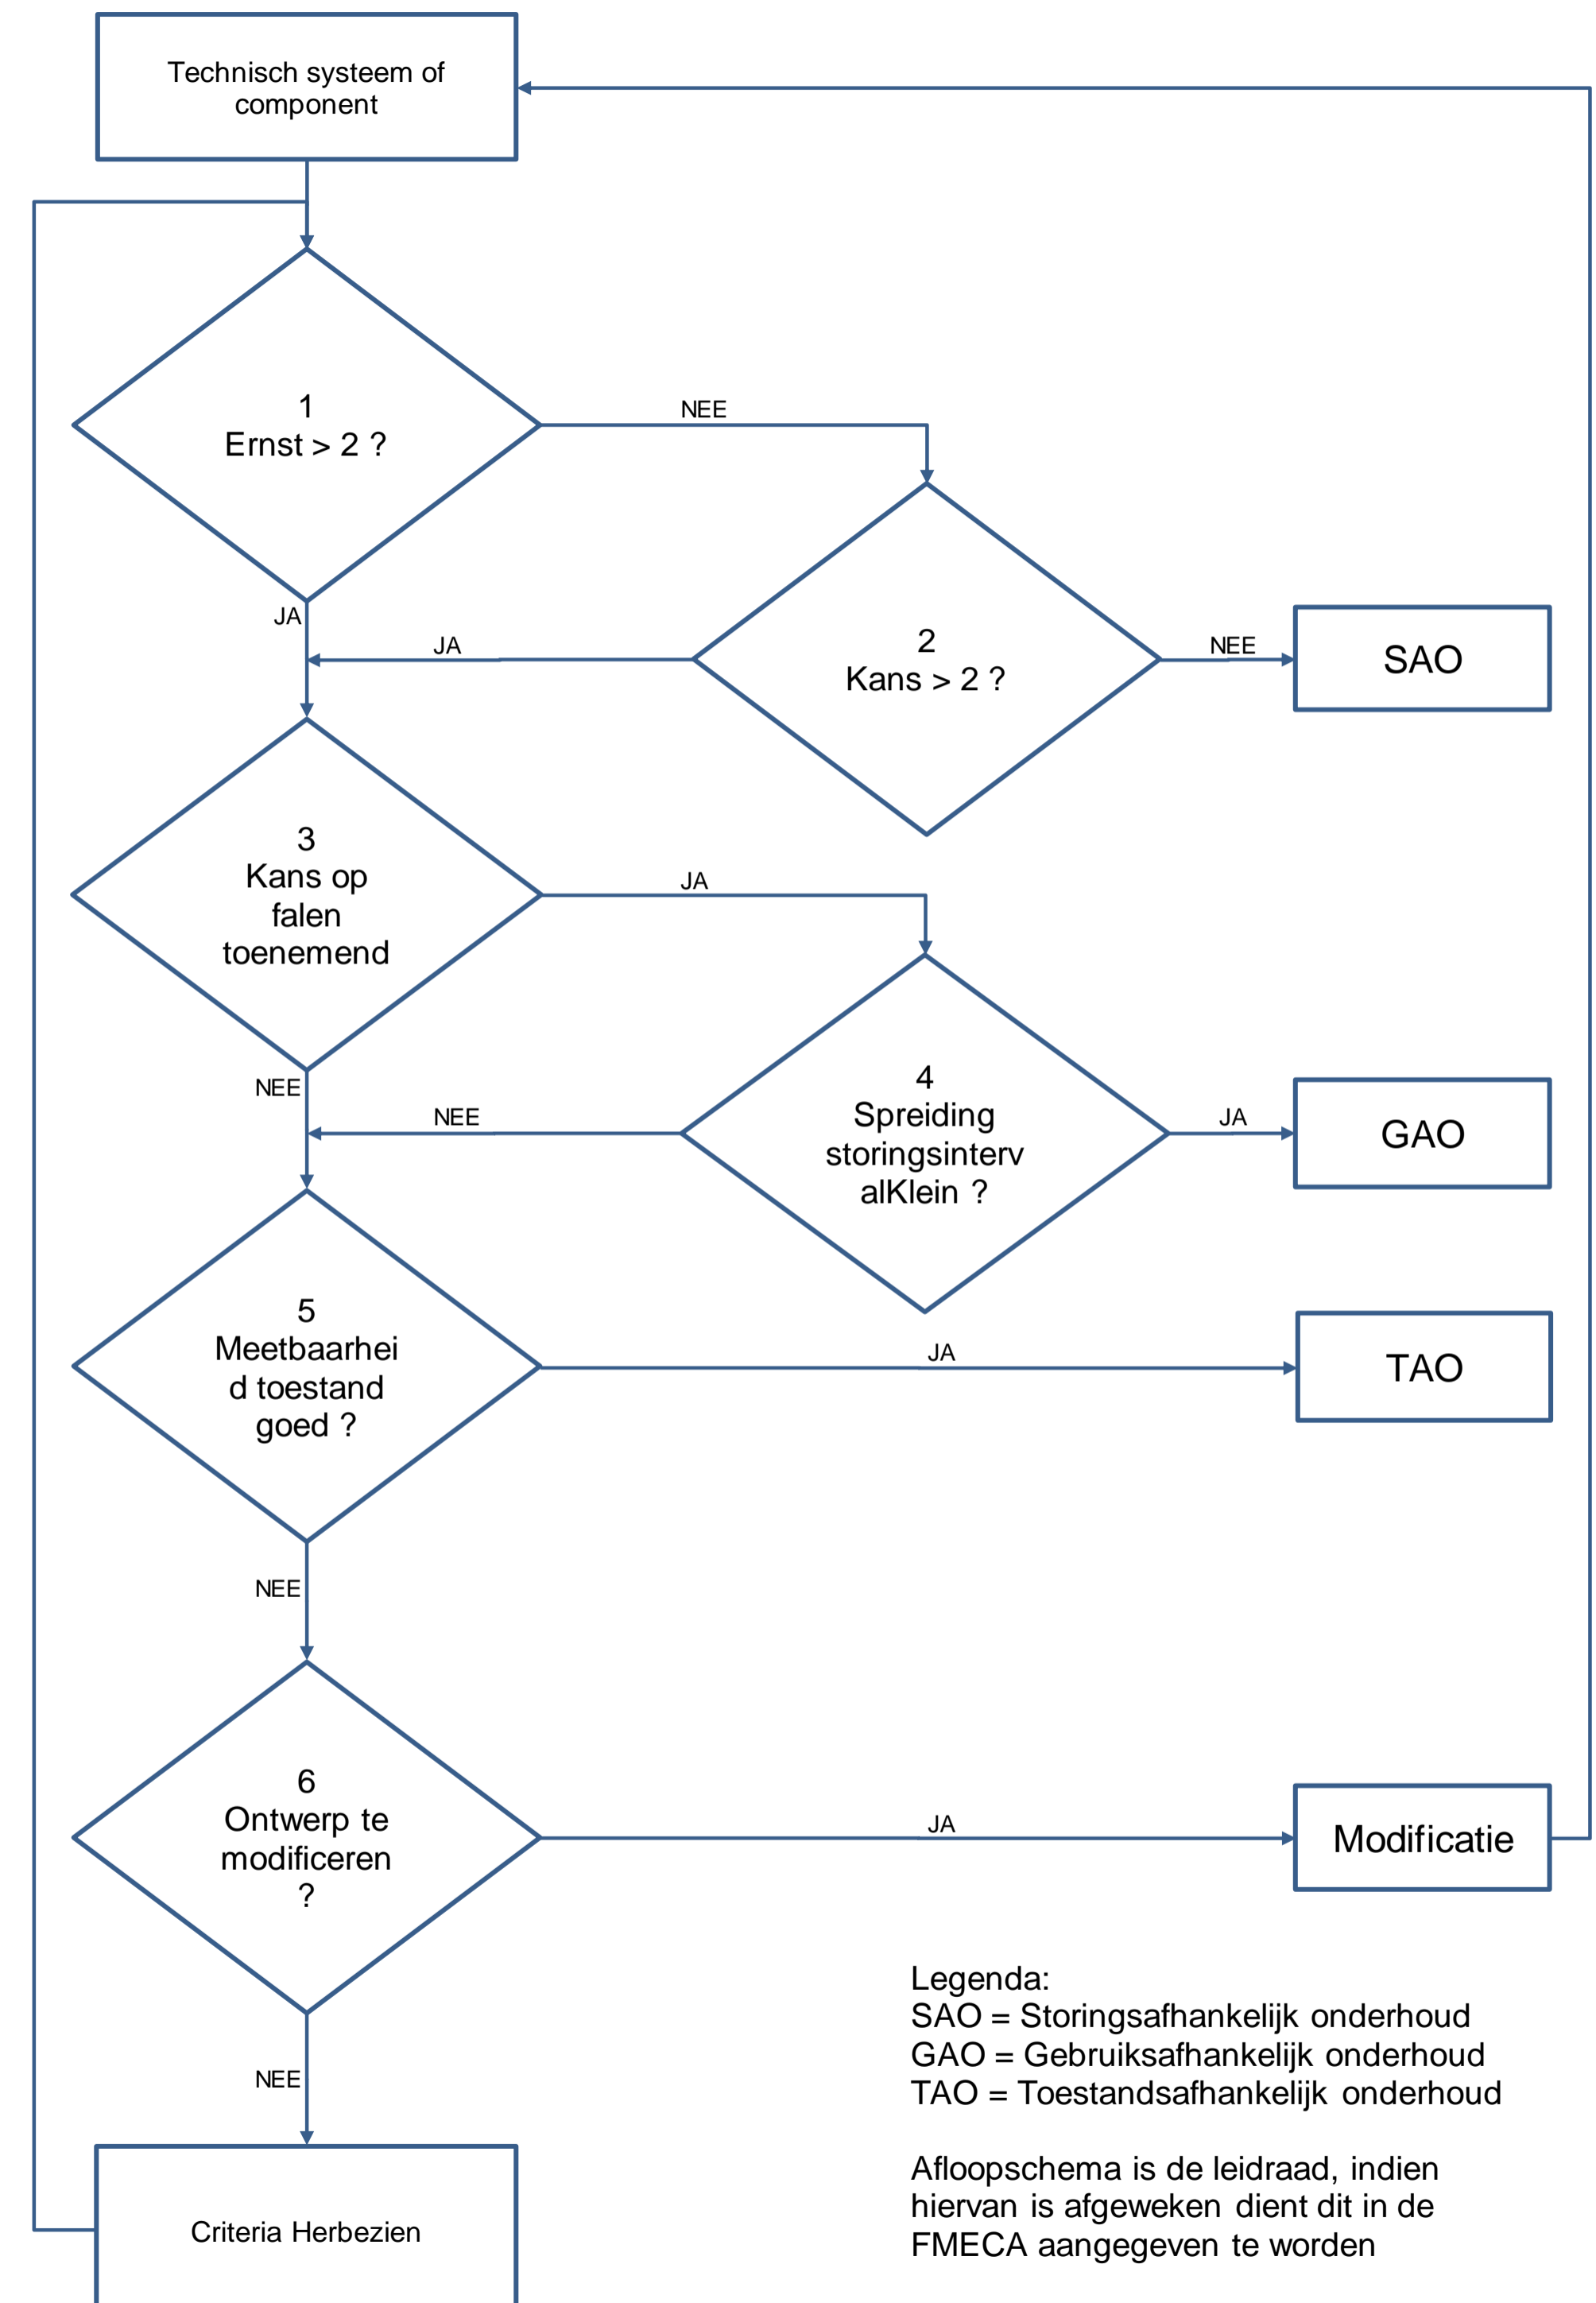 Technisch systeem of
component
1
Ernst > 2 ?
NEE
JA
JA
2
Kans > 2 ?
NEE
SAO
3
Kans op
falen
toenemend
JA
NEE
NEE
4
Spreiding
storingsinterv
alKlein ?
JA
GAO
5
Meetbaarhei
d toestand
goed ?
JA
TAO
NEE
6
Ontwerp te
modificeren
?
JA
Modificatie
NEE
Criteria Herbezien
Legenda:
SAO = Storingsafhankelijk onderhoud
GAO = Gebruiksafhankelijk onderhoud
TAO = Toestandsafhankelijk onderhoud
Afloopschema is de leidraad, indien
hiervan is afgeweken dient dit in de
FMECA aangegeven te worden